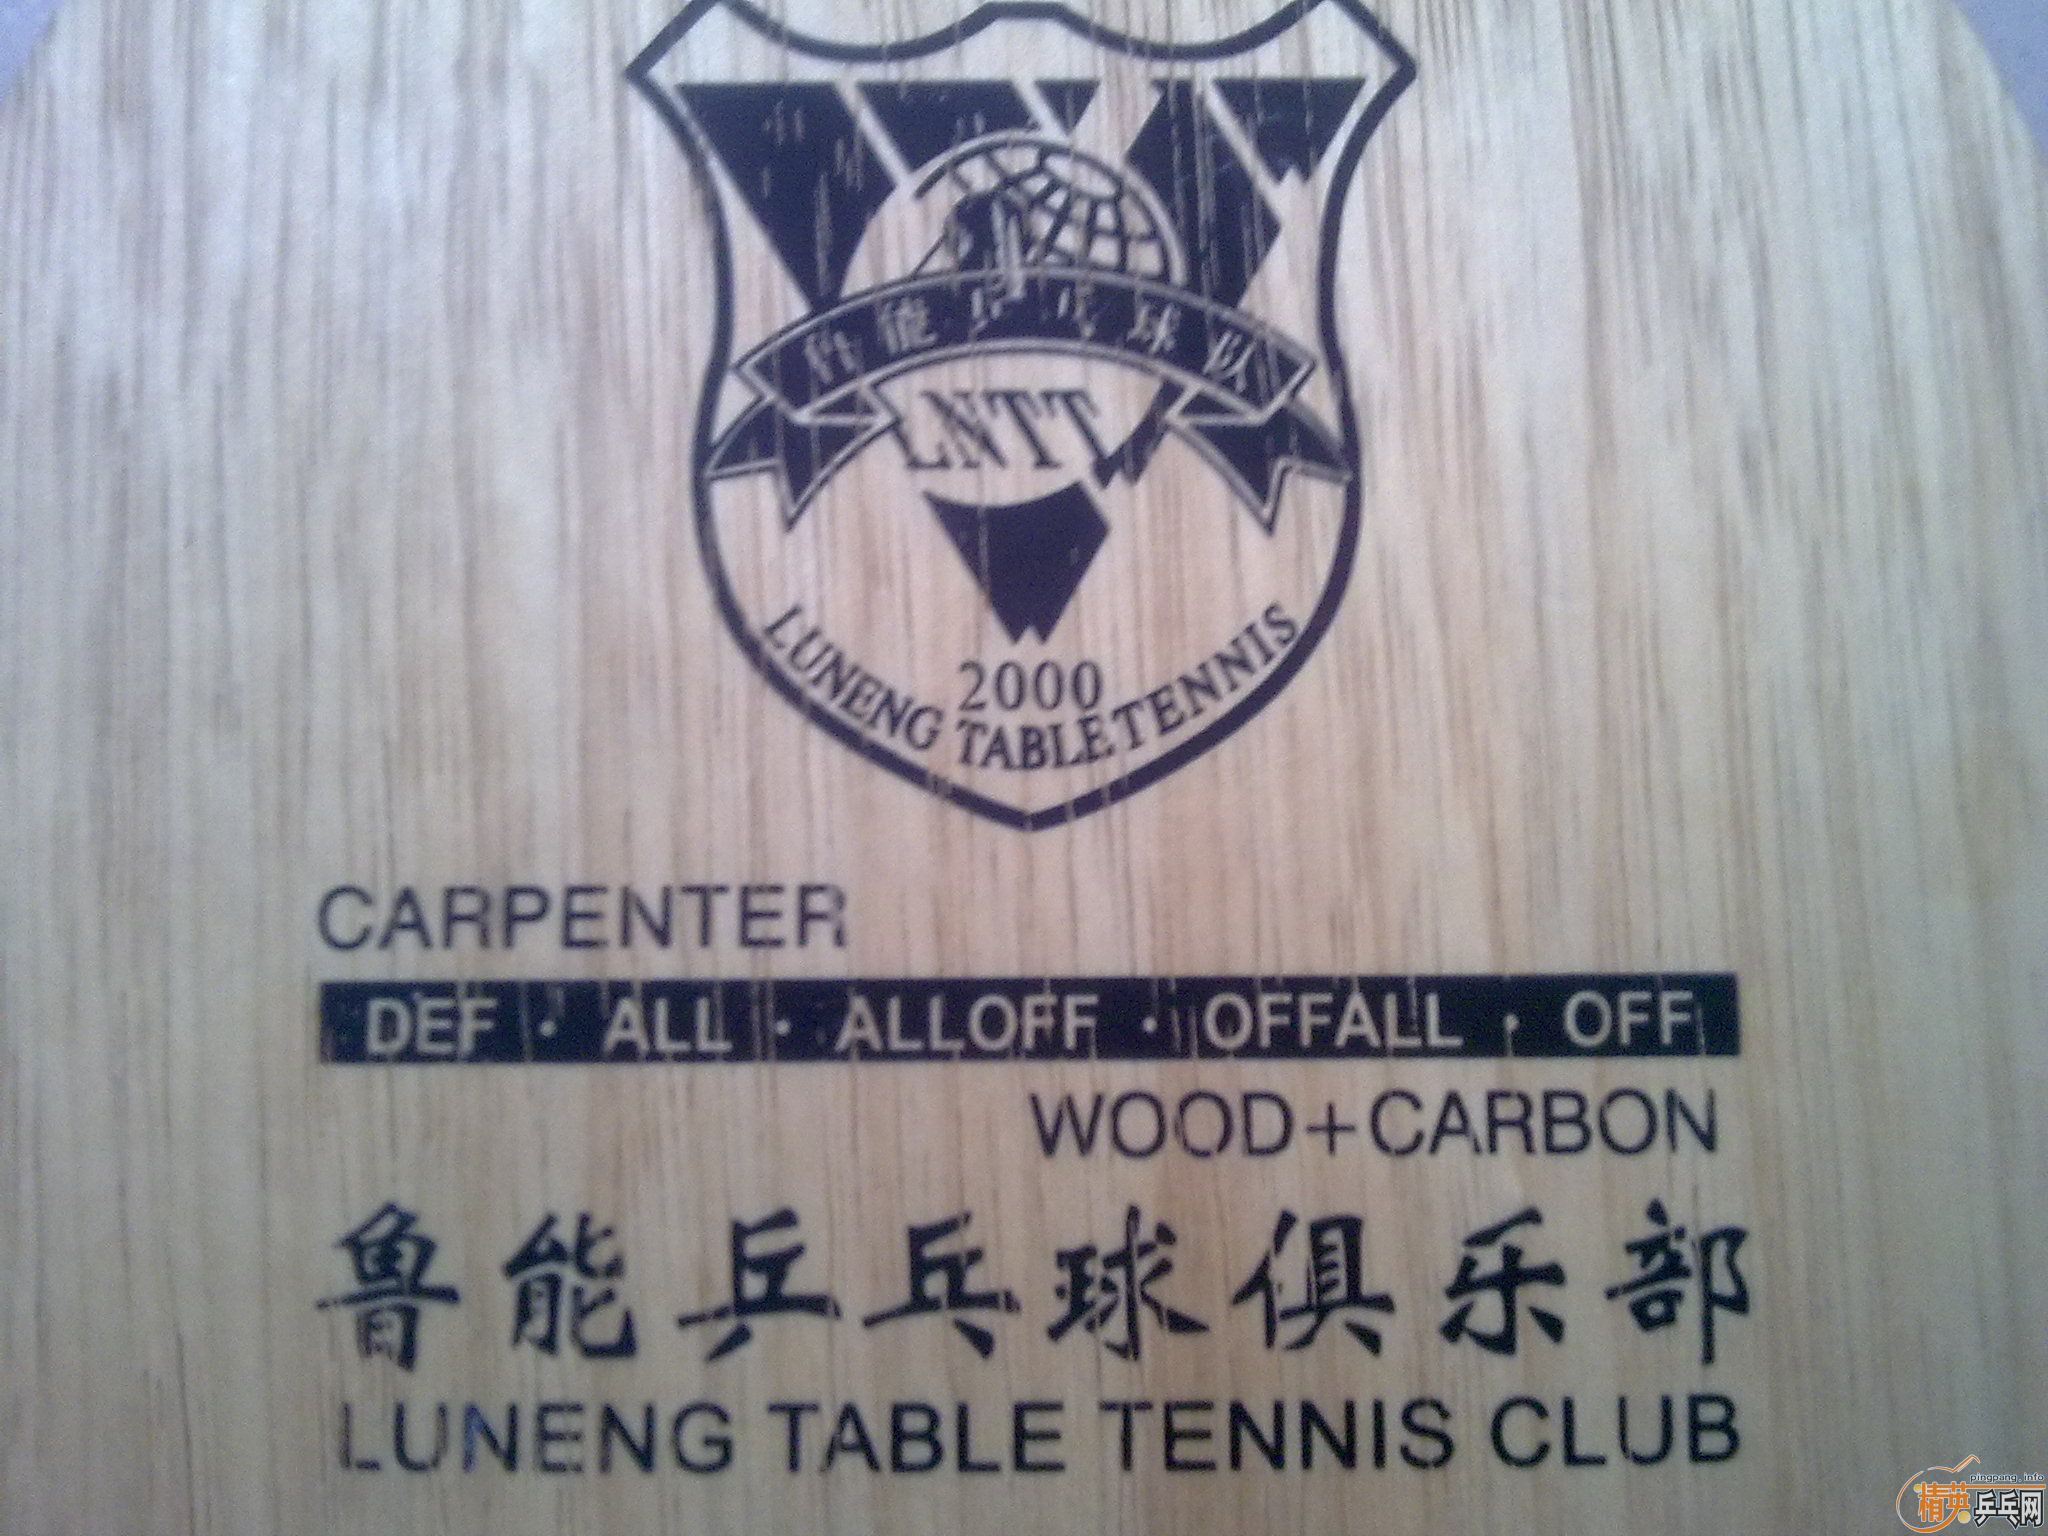 鲁能乒乓球队
LNTT
2000
LUNENG TABLE TENNIS
CARPENTER
DEF · ALL · ALLOFF · OFFALL · OFF
WOOD+CARBON
鲁能乒乓球俱乐部
LUNENG TABLE TENNIS CLUB
pingpang.info
精英乒乓网